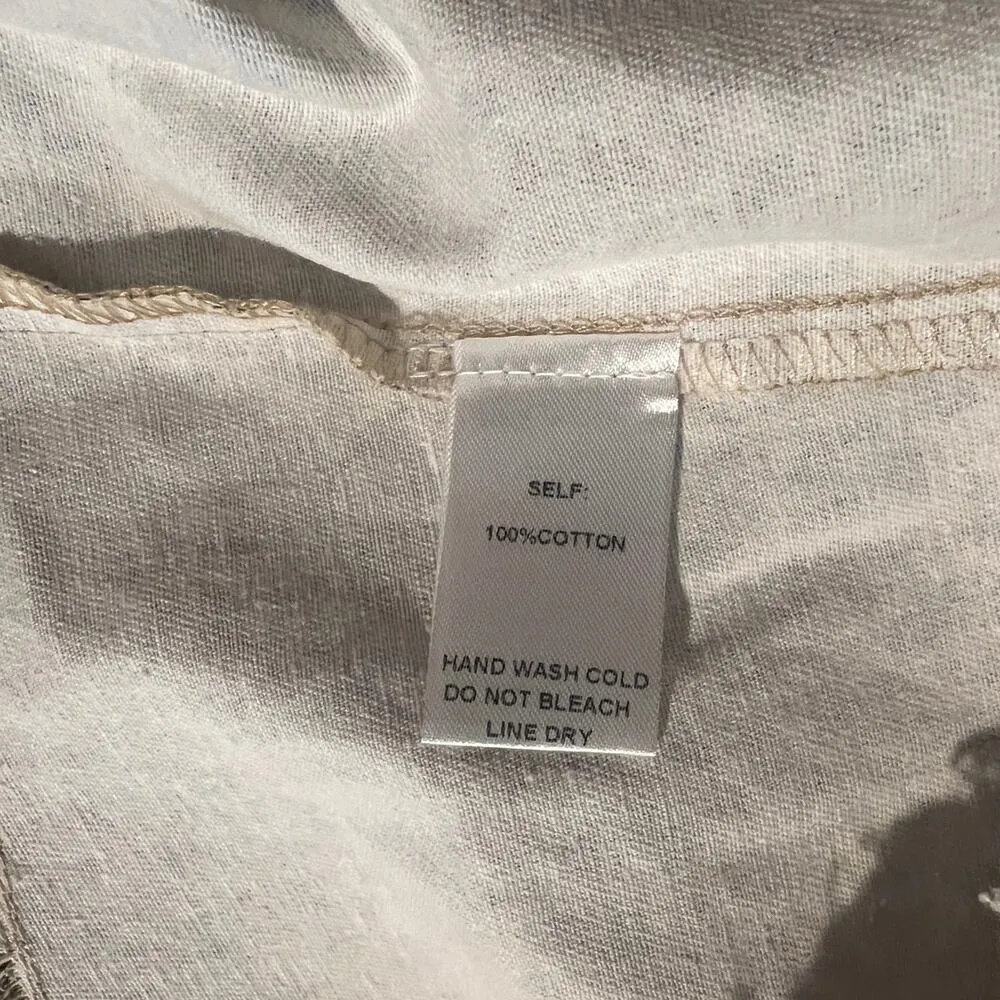 SELF:
100%COTTON
HAND WASH COLD
DO NOT BLEACH
LINE DRY